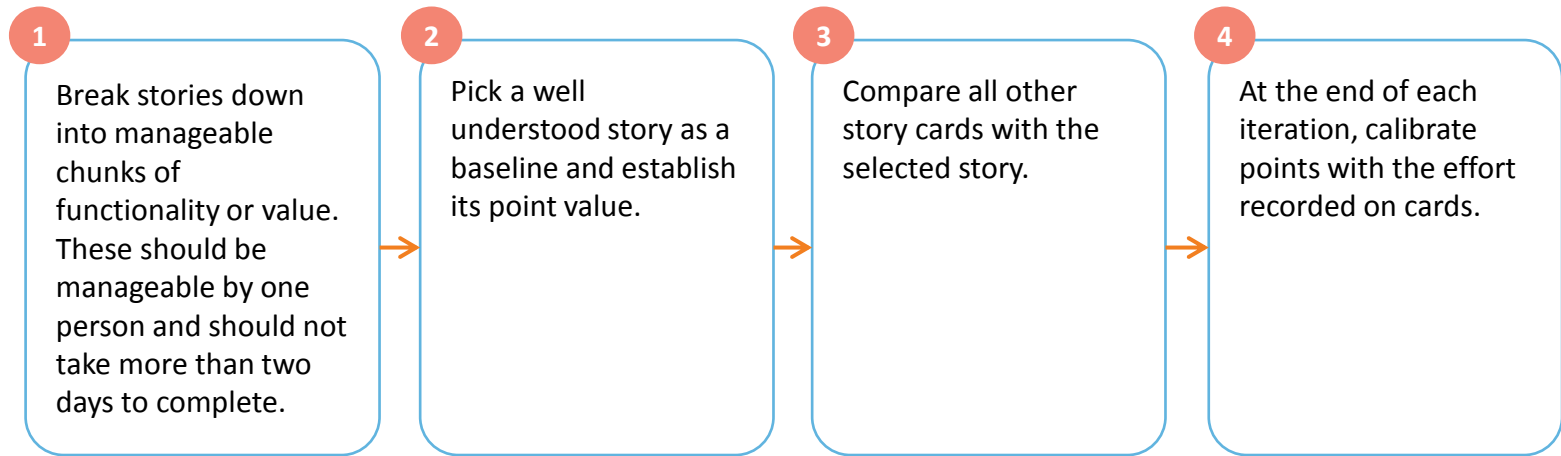 1
Break stories down
into manageable
chunks of
functionality or value.
These should be
manageable by one
person and should not
take more than two
days to complete.
2
Pick a well
understood story as a
baseline and establish
its point value.
3
Compare all other
story cards with the
selected story.
4
At the end of each
iteration, calibrate
points with the effort
recorded on cards.